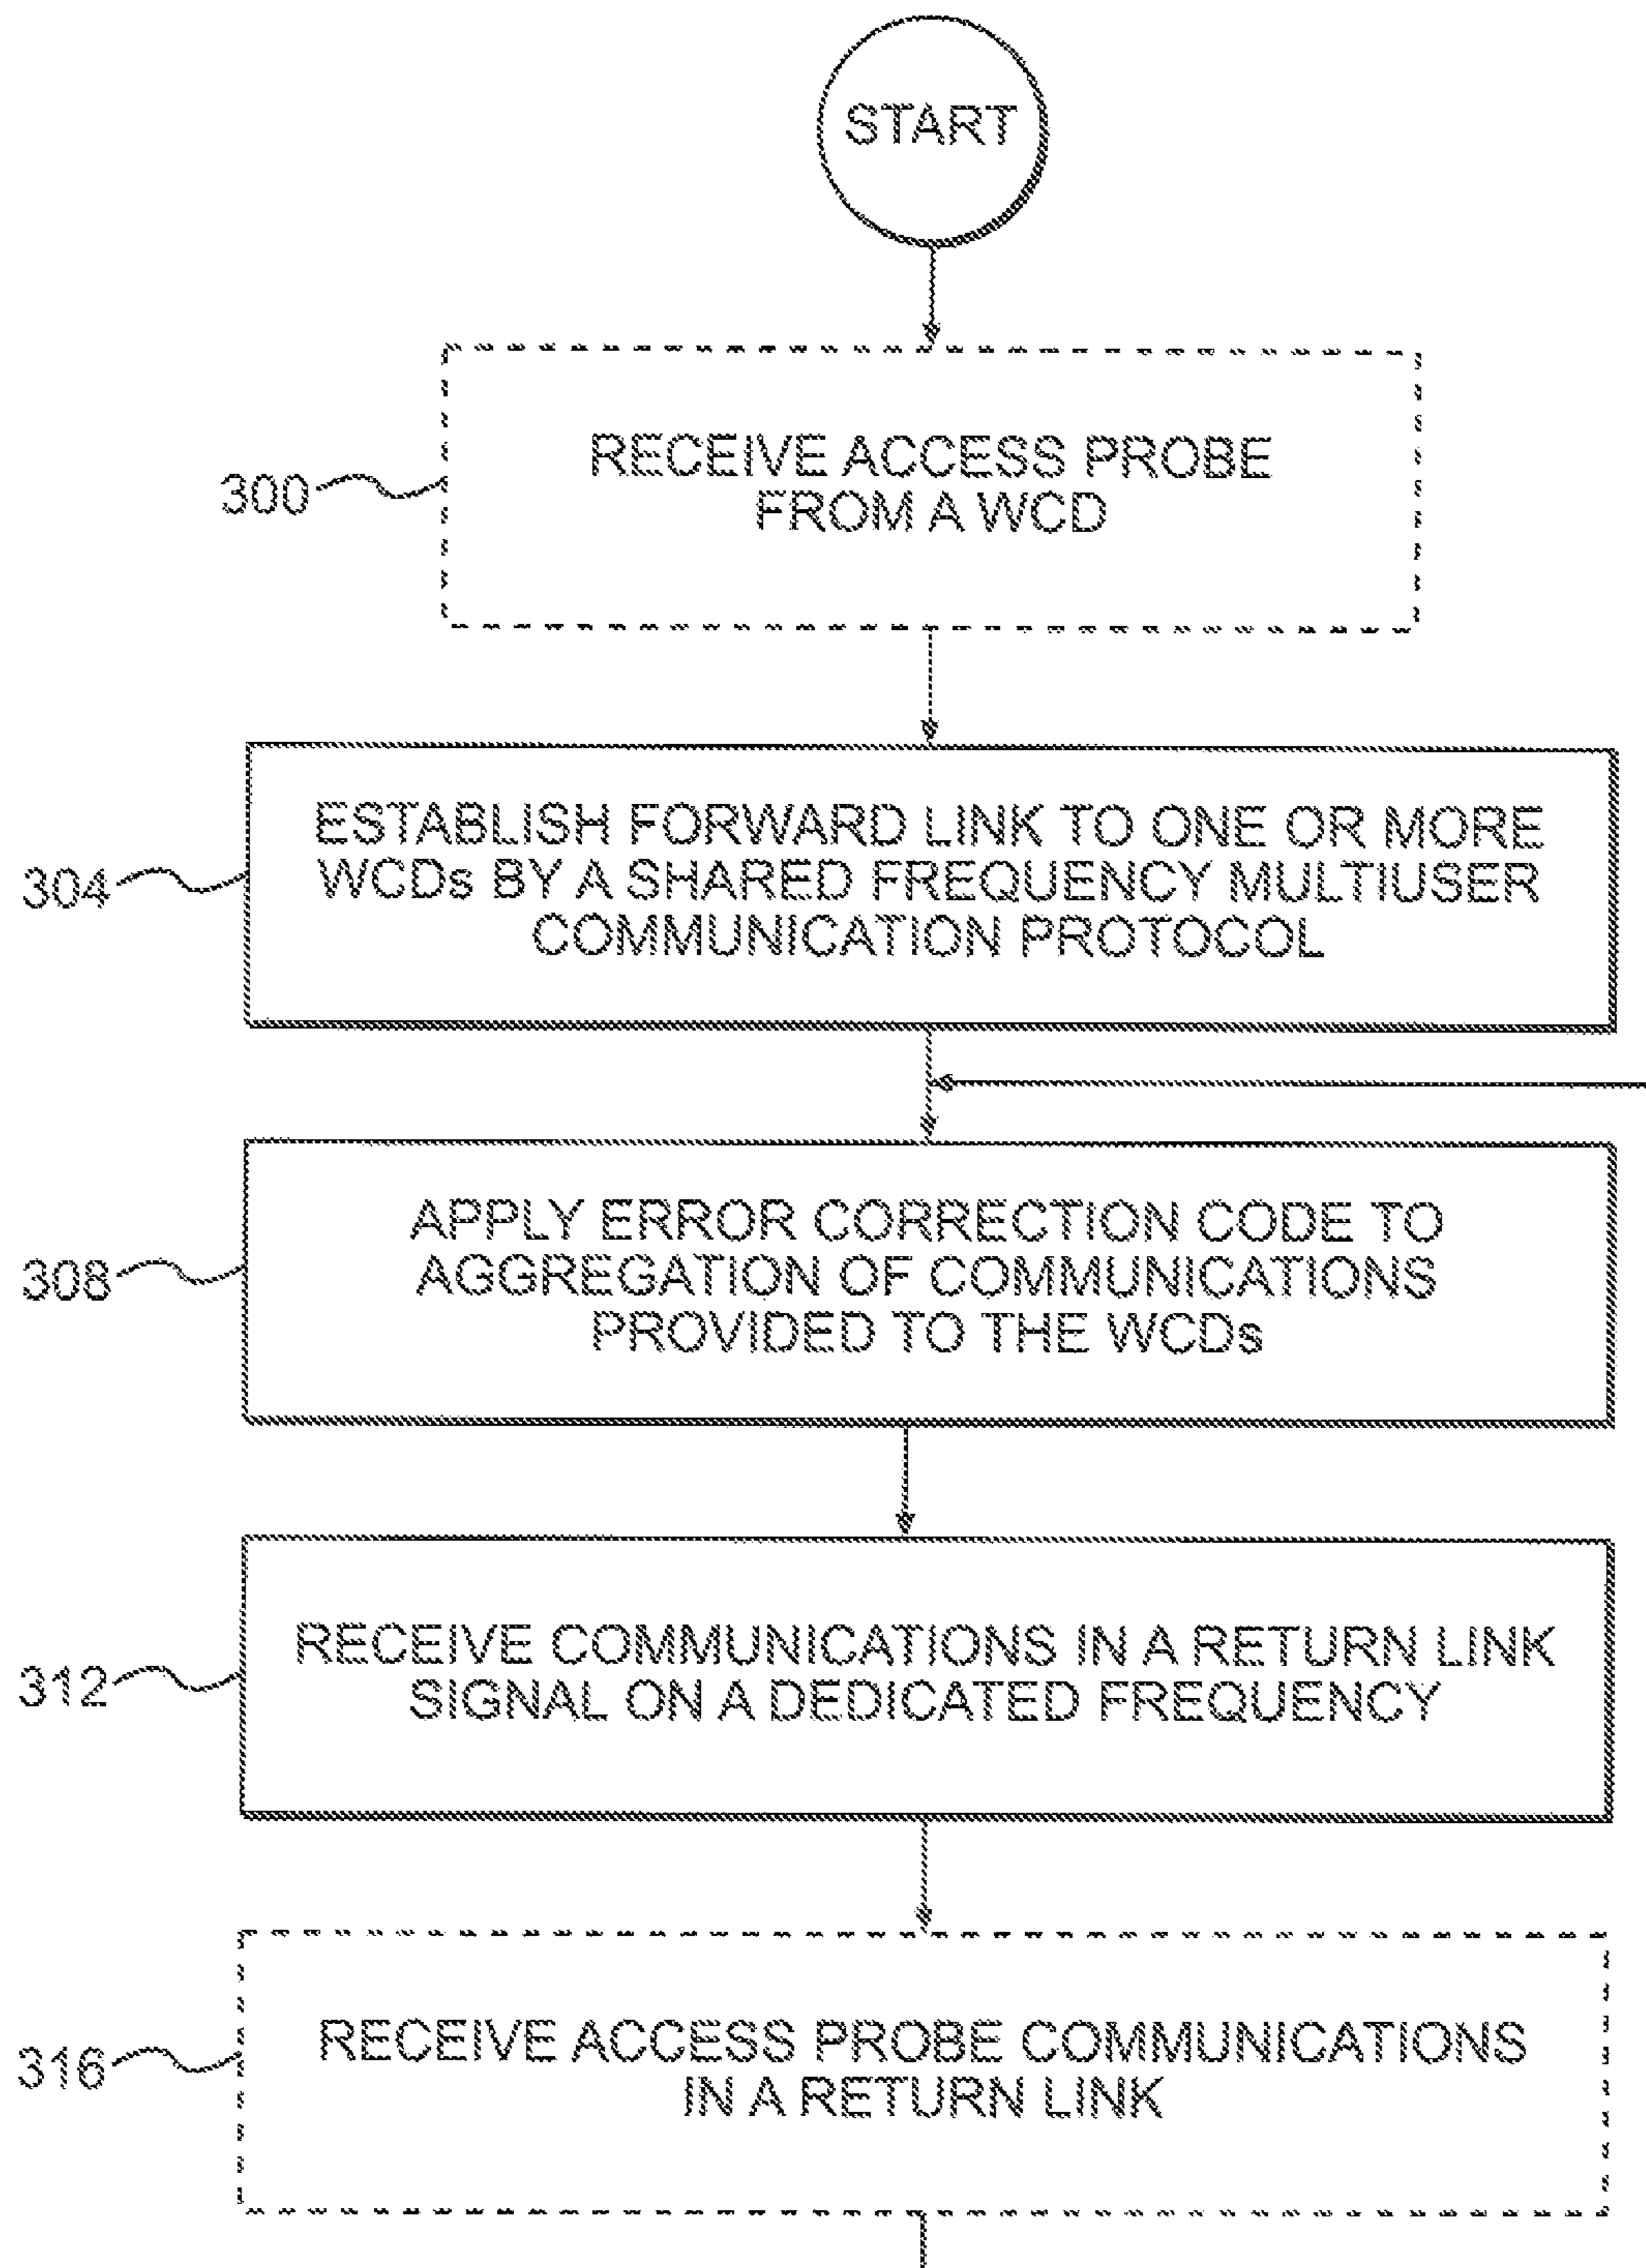 START
300
RECEIVE ACCESS PROBE
FROM A WCD
304
ESTABLISH FORWARD LINK TO ONE OR MORE
WCDs BY A SHARED FREQUENCY MULTIUSER
COMMUNICATION PROTOCOL
308
APPLY ERROR CORRECTION CODE TO
AGGREGATION OF COMMUNICATIONS
PROVIDED TO THE WCDs
312
RECEIVE COMMUNICATIONS IN A RETURN LINK
SIGNAL ON A DEDICATED FREQUENCY
316
RECEIVE ACCESS PROBE COMMUNICATIONS
IN A RETURN LINK